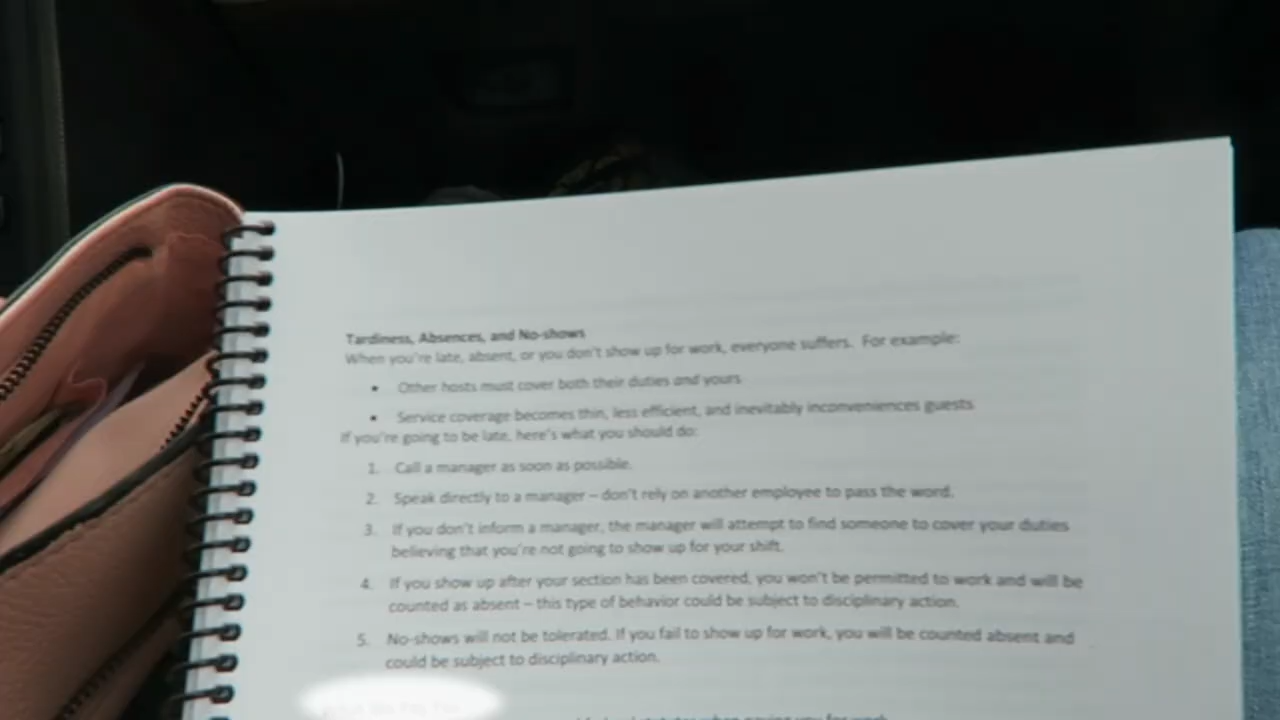 Tardiness, Absences, and No-shows
When you're late, absent, or you don't show up for work, everyone suffers. For example:
• Other hosts must cover both their duties and yours
• Service coverage becomes thin, less efficient, and inevitably inconveniences guests
If you're going to be late, here's what you should do:
1. Call a manager as soon as possible.
2. Speak directly to a manager – don't rely on another employee to pass the word.
3. If you don't inform a manager, the manager will attempt to find someone to cover your duties
believing that you're not going to show up for your shift.
4. If you show up after your section has been covered, you won't be permitted to work and will be
counted as absent – this type of behavior could be subject to disciplinary action.
5. No-shows will not be tolerated. If you fail to show up for work, you will be counted absent and
could be subject to disciplinary action.
statutes when paying you for work